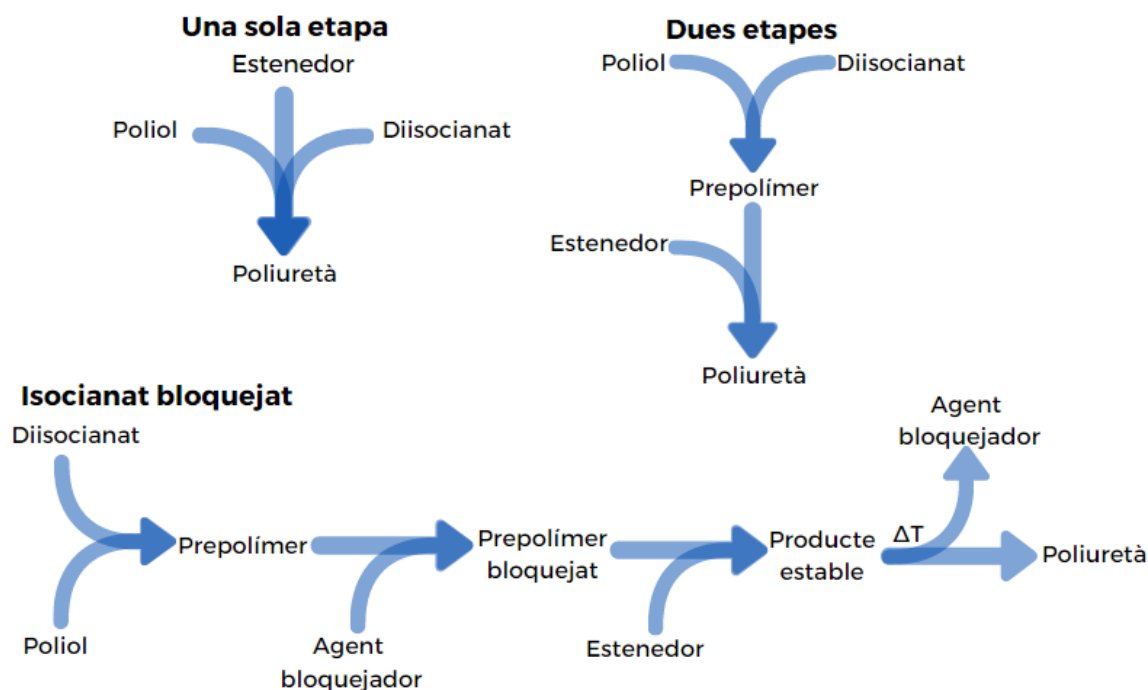 Una sola etapa
Estenedor
Poliol
Diisocianat
Poliuretà
Dues etapes
Poliol
Diisocianat
Prepolímer
Estenedor
Poliuretà
Isocianat bloquejat
Diisocianat
Poliol
Prepolímer
Agent
bloquejador
Prepolímer
bloquejat
Estenedor
Producte
estable
ΔT
Agent
bloquejador
Poliuretà